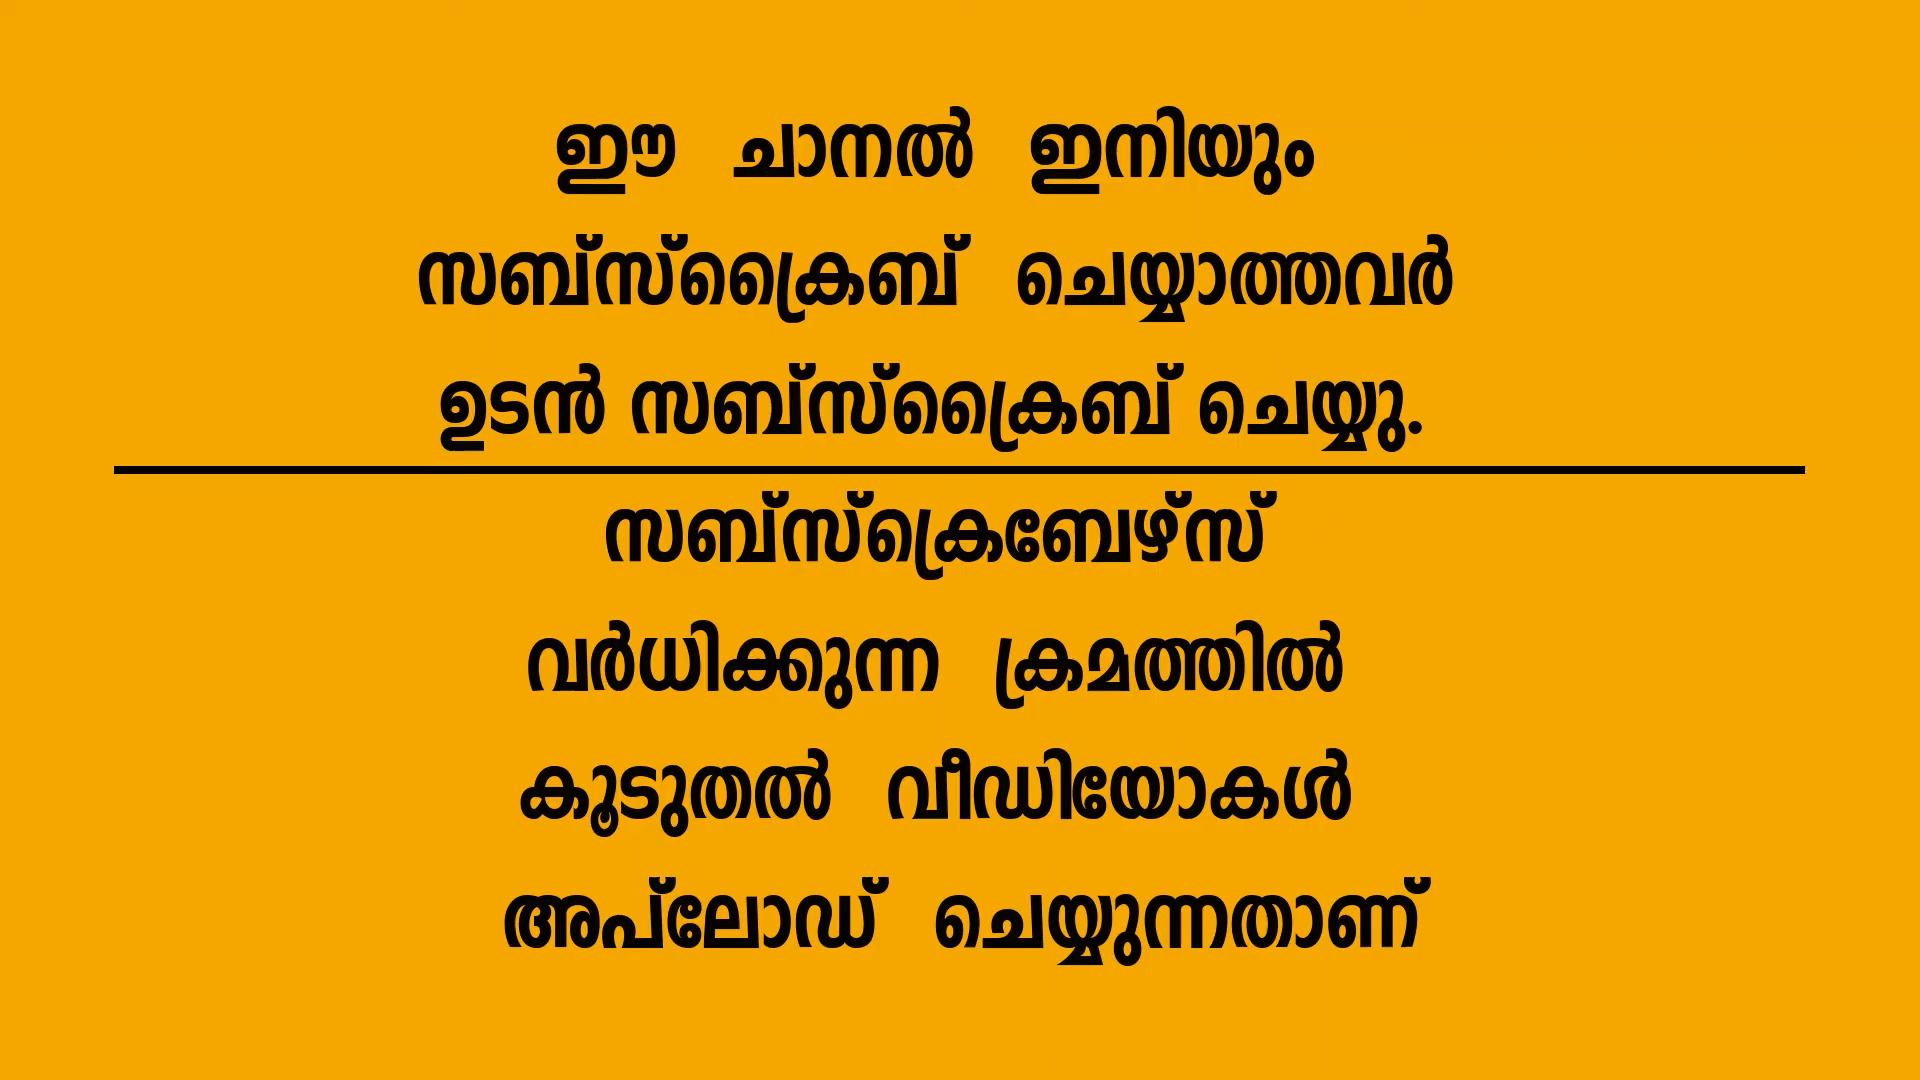 ഈ ചാനൽ ഇനിയും
സബ്സ്ക്രൈബ് ചെയ്യാത്തവർ
ഉടൻ സബ്സ്ക്രൈബ് ചെയ്യു.
സബ്സ്ക്രെബേഴ്സ്
വർധിക്കുന്ന ക്രമത്തിൽ
കൂടുതൽ വീഡിയോകൾ
അപ്ലോഡ് ചെയ്യുന്നതാണ്